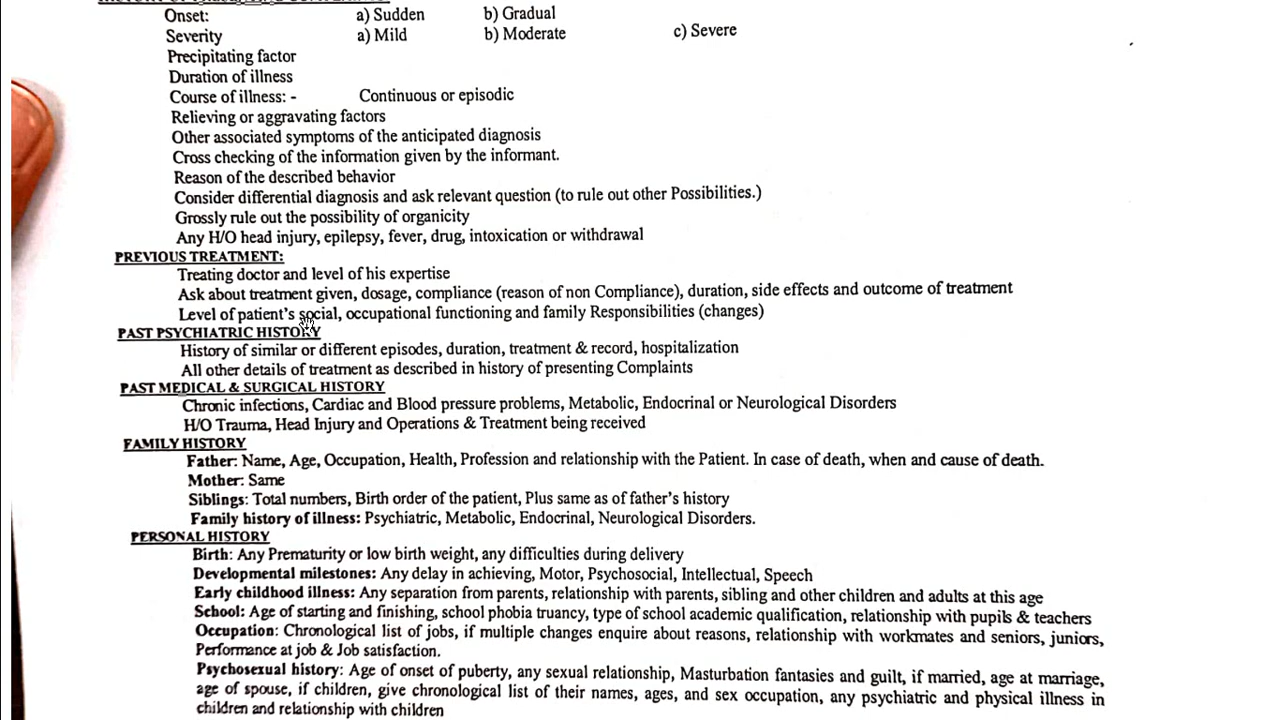 Onset: a) Sudden b) Gradual
Severity a) Mild b) Moderate c) Severe
Precipitating factor
Duration of illness
Course of illness: - Continuous or episodic
Relieving or aggravating factors
Other associated symptoms of the anticipated diagnosis
Cross checking of the information given by the informant.
Reason of the described behavior
Consider differential diagnosis and ask relevant question (to rule out other Possibilities.)
Grossly rule out the possibility of organicity
Any H/O head injury, epilepsy, fever, drug, intoxication or withdrawal
PREVIOUS TREATMENT:
Treating doctor and level of his expertise
Ask about treatment given, dosage, compliance (reason of non Compliance), duration, side effects and outcome of treatment
Level of patient's social, occupational functioning and family Responsibilities (changes)
PAST PSYCHIATRIC HISTORY
History of similar or different episodes, duration, treatment & record, hospitalization
All other details of treatment as described in history of presenting Complaints
PAST MEDICAL & SURGICAL HISTORY
Chronic infections, Cardiac and Blood pressure problems, Metabolic, Endocrinal or Neurological Disorders
H/O Trauma, Head Injury and Operations & Treatment being received
FAMILY HISTORY
Father: Name, Age, Occupation, Health, Profession and relationship with the Patient. In case of death, when and cause of death.
Mother: Same
Siblings: Total numbers, Birth order of the patient, Plus same as of father's history
Family history of illness: Psychiatric, Metabolic, Endocrinal, Neurological Disorders.
PERSONAL HISTORY
Birth: Any Prematurity or low birth weight, any difficulties during delivery
Developmental milestones: Any delay in achieving, Motor, Psychosocial, Intellectual, Speech
Early childhood illness: Any separation from parents, relationship with parents, sibling and other children and adults at this age
School: Age of starting and finishing, school phobia truancy, type of school academic qualification, relationship with pupils & teachers
Occupation: Chronological list of jobs, if multiple changes enquire about reasons, relationship with workmates and seniors, juniors,
Performance at job & Job satisfaction.
Psychosexual history: Age of onset of puberty, any sexual relationship, Masturbation fantasies and guilt, if married, age at marriage,
age of spouse, if children, give chronological list of their names, ages, and sex occupation, any psychiatric and physical illness in
children and relationship with children